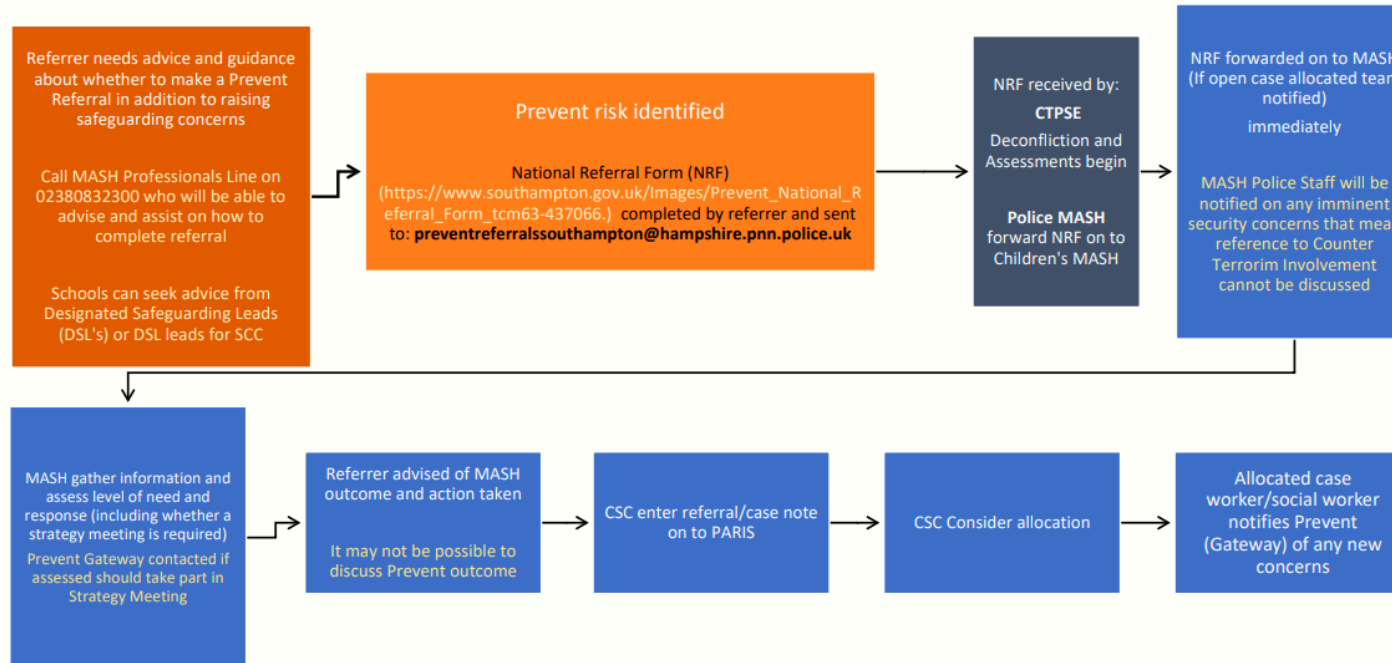 Referrer needs advice and guidance
about whether to make a Prevent
Referral in addition to raising
safeguarding concerns
Call MASH Professionals Line on
02380832300 who will be able to
advise and assist on how to
complete referral
Schools can seek advice from
Designated Safeguarding Leads
(DSL's) or DSL leads for SCC
Prevent risk identified
National Referral Form (NRF)
(https://www.southampton.gov.uk/Images/Prevent_National_R
eferral_Form_tcm63-437066.) completed by referrer and sent
to: preventreferralssouthampton@hampshire.pnn.police.uk
NRF received by:
CTPSE
Deconfliction and
Assessments begin
Police MASH
forward NRF on to
Children's MASH
NRF forwarded on to MASH
(If open case allocated team
notified)
immediately
MASH Police Staff will be
notified on any imminent
security concerns that mean
reference to Counter
Terrorim Involvement
cannot be discussed
MASH gather information and
assess level of need and
response (including whether a
strategy meeting is required)
Prevent Gateway contacted if
assessed should take part in
Strategy Meeting
Referrer advised of MASH
outcome and action taken
It may not be possible to
discuss Prevent outcome
CSC enter referral/case note
on to PARIS
CSC Consider allocation
Allocated case
worker/social worker
notifies Prevent
(Gateway) of any new
concerns